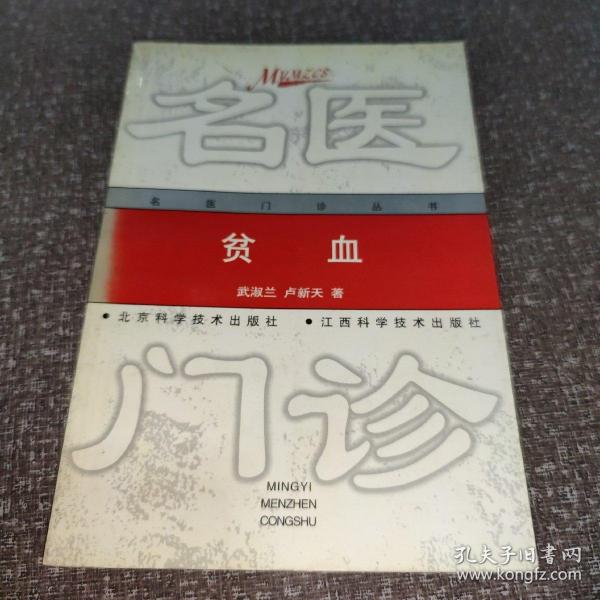 MYMZCS
名医
名医门诊丛书
贫血
武淑兰 卢新天 著
• 北京科学技术出版社 • 江西科学技术出版社
门诊
MINGYI
MENZHEN
CONGSHU
孔夫子旧书网
www.kongfz.com